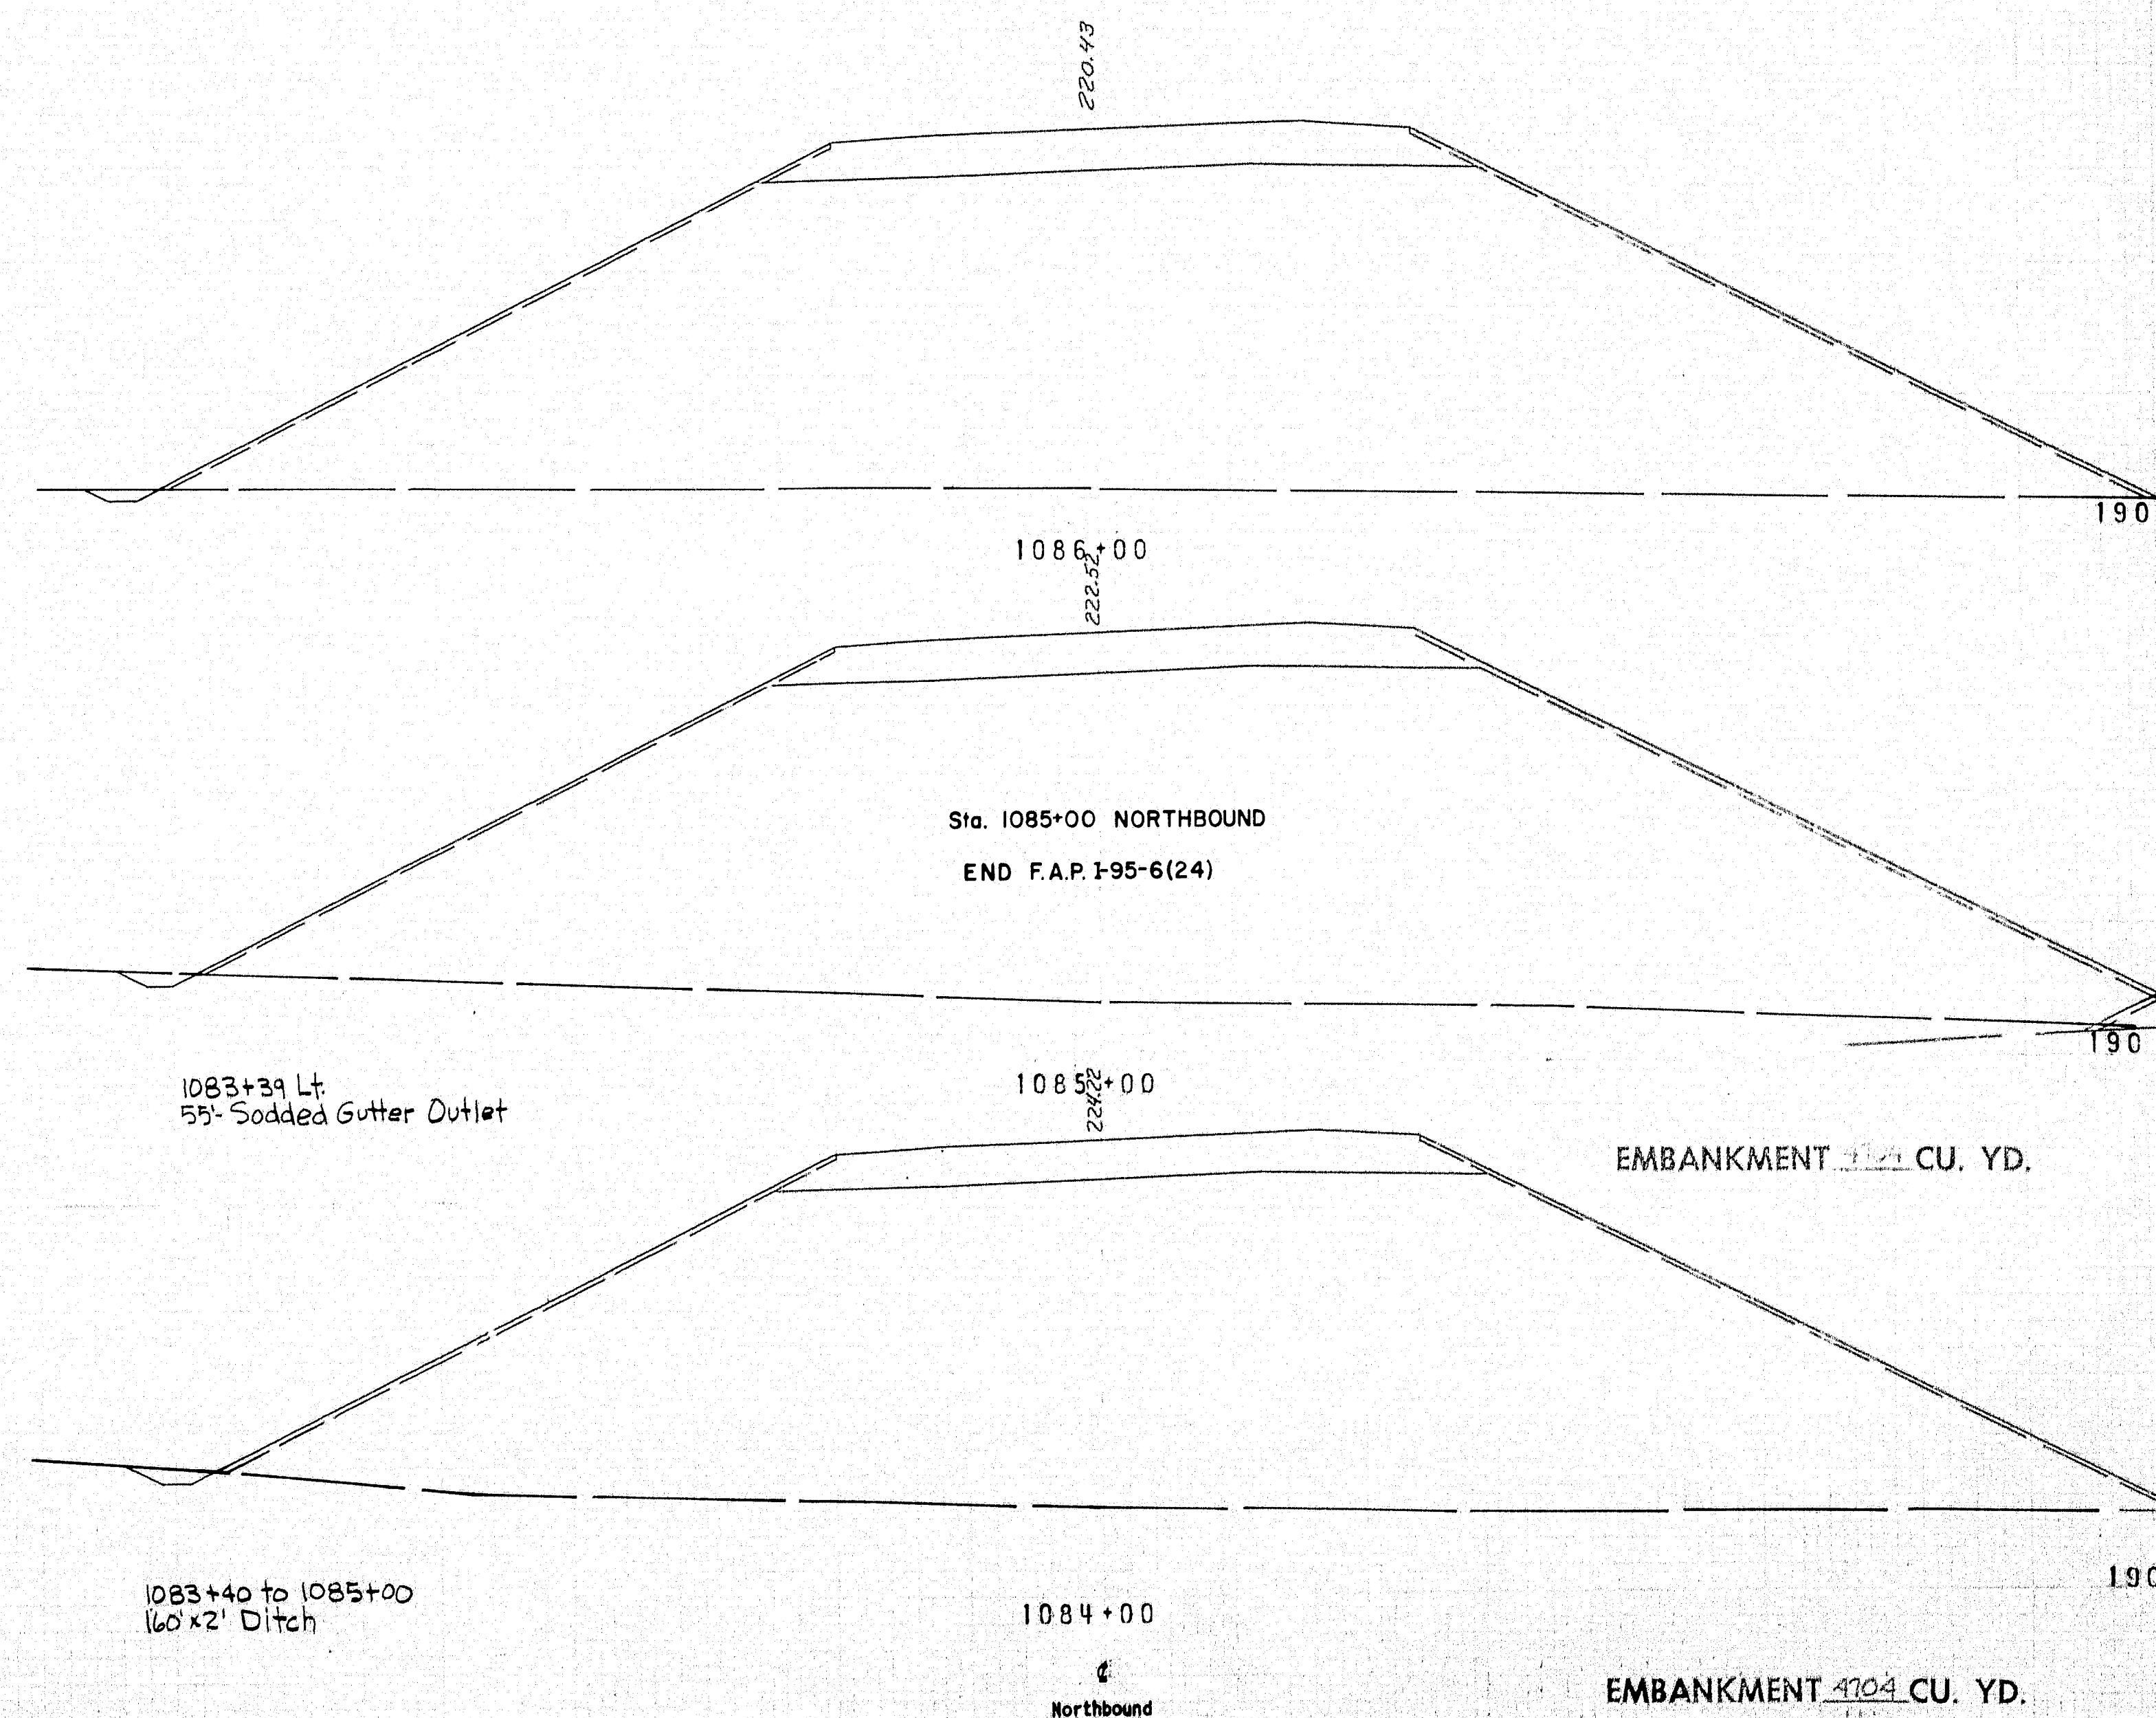 220.43
190
1086+00
222.52
Sta. 1085+00 NORTHBOUND
END F.A.P. I-95-6(24)
190
1085+00
224.22
1083+39 Lt.
55'- Sodded Gutter Outlet
EMBANKMENT CU. YD.
190
1083+40 to 1085+00
160'x2' Ditch
1084+00
℄
Northbound
EMBANKMENT 4704 CU. YD.